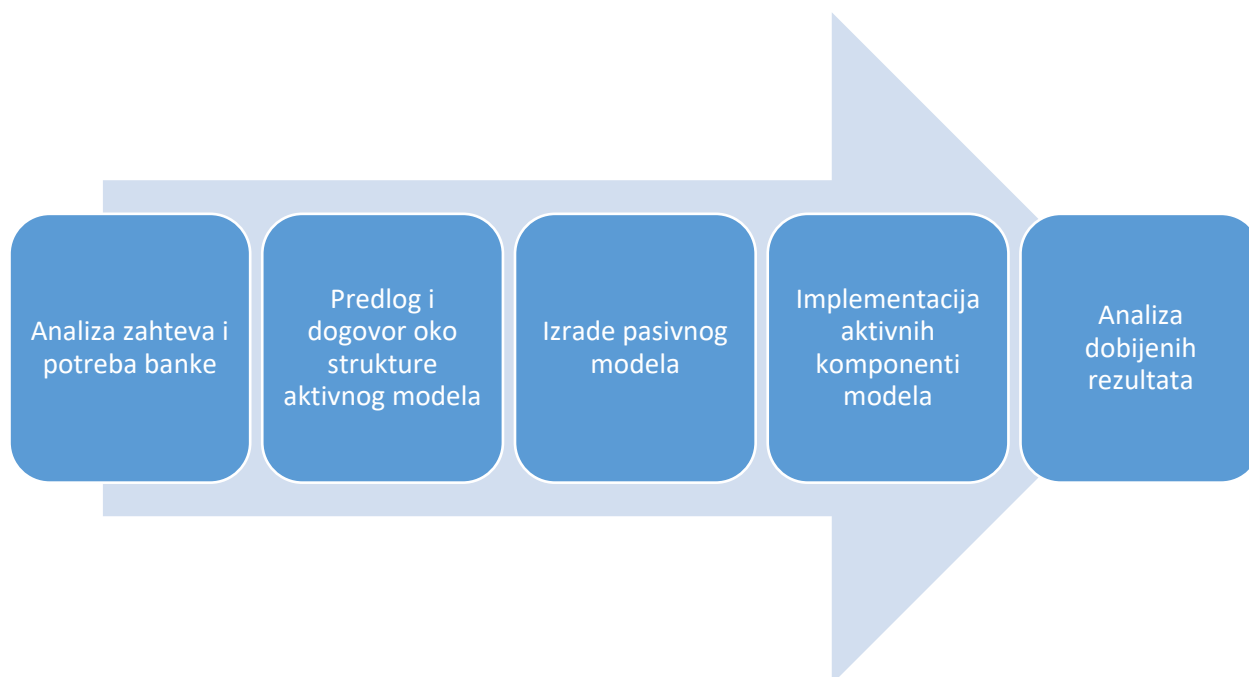 Analiza zahteva i
potreba banke
Predlog i
dogovor oko
strukture
aktivnog modela
Izrade pasivnog
modela
Implementacija
aktivnih
komponenti
modela
Analiza
dobijenih
rezultata